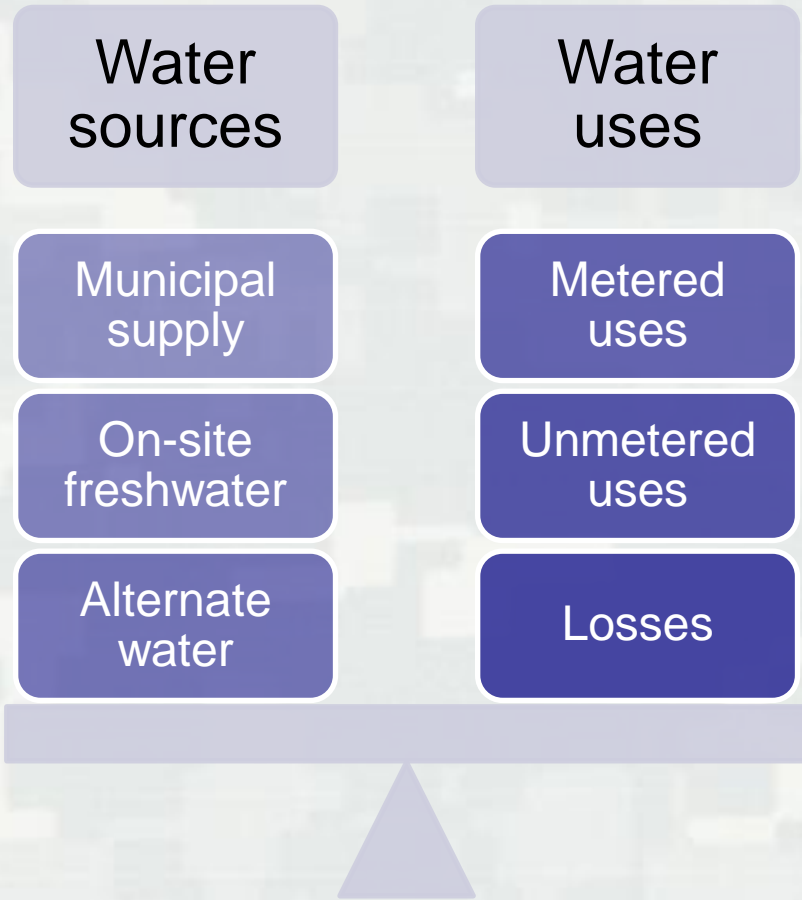 Water
sources
Municipal
supply
On-site
freshwater
Alternate
water
Water
uses
Metered
uses
Unmetered
uses
Losses